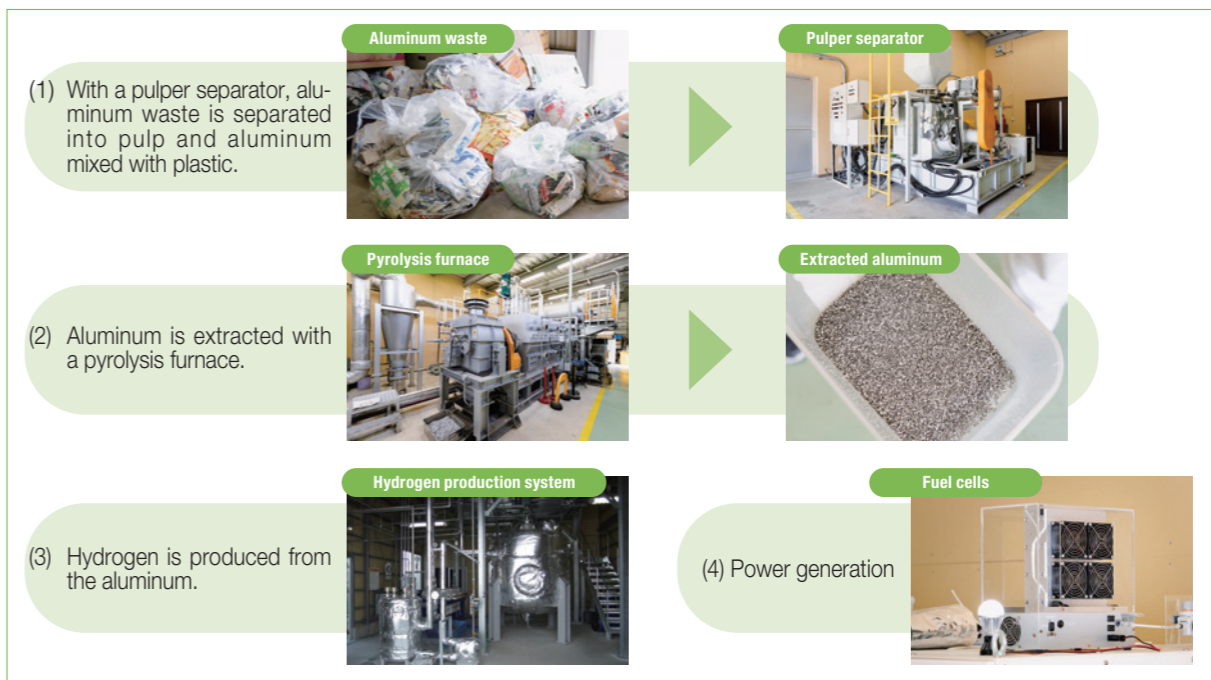 Aluminum waste
Pulper separator
(1) With a pulper separator, alu-
minum waste is separated
into pulp and aluminum
mixed with plastic.
Pyrolysis furnace
Extracted aluminum
(2) Aluminum is extracted with
a pyrolysis furnace.
Hydrogen production system
Fuel cells
(3) Hydrogen is produced from
the aluminum.
(4) Power generation